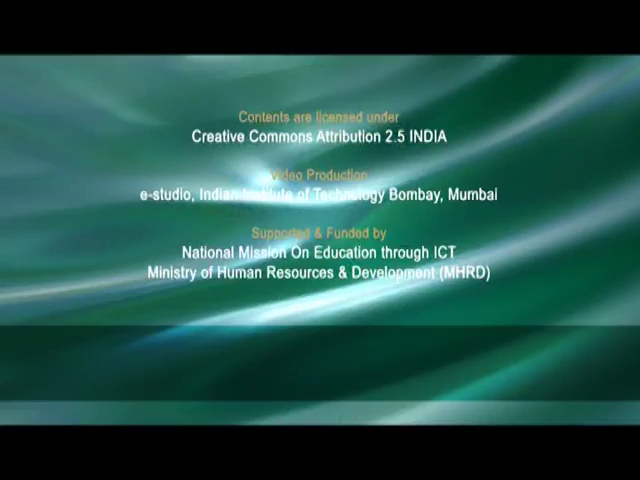 Contents are licensed under
Creative Commons Attribution 2.5 INDIA
Video Production
e-studio, Indian Institute of Technology Bombay, Mumbai
Supported & Funded by
National Mission On Education through ICT
Ministry of Human Resources & Development (MHRD)